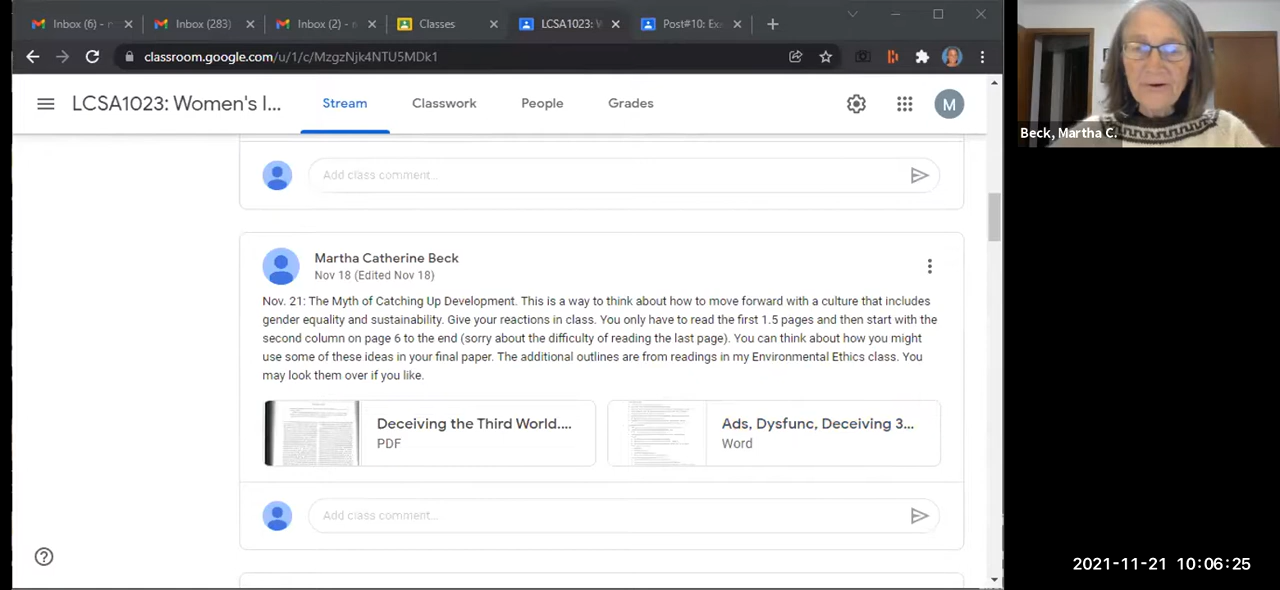 Inbox (6) - r
Inbox (283)
Inbox (2) - r
Classes
LCSA1023: W
Post#10: Ex
classroom.google.com/u/1/c/MzgzNjk4NTU5MDk1
LCSA1023: Women's I...
Stream
Classwork
People
Grades
M
Beck, Martha C.
Add class comment...
Martha Catherine Beck
Nov 18 (Edited Nov 18)
Nov. 21: The Myth of Catching Up Development. This is a way to think about how to move forward with a culture that includes
gender equality and sustainability. Give your reactions in class. You only have to read the first 1.5 pages and then start with the
second column on page 6 to the end (sorry about the difficulty of reading the last page). You can think about how you might
use some of these ideas in your final paper. The additional outlines are from readings in my Environmental Ethics class. You
may look them over if you like.
Deceiving the Third World....
PDF
Ads, Dysfunc, Deceiving 3...
Word
Add class comment...
2021-11-21 10:06:25